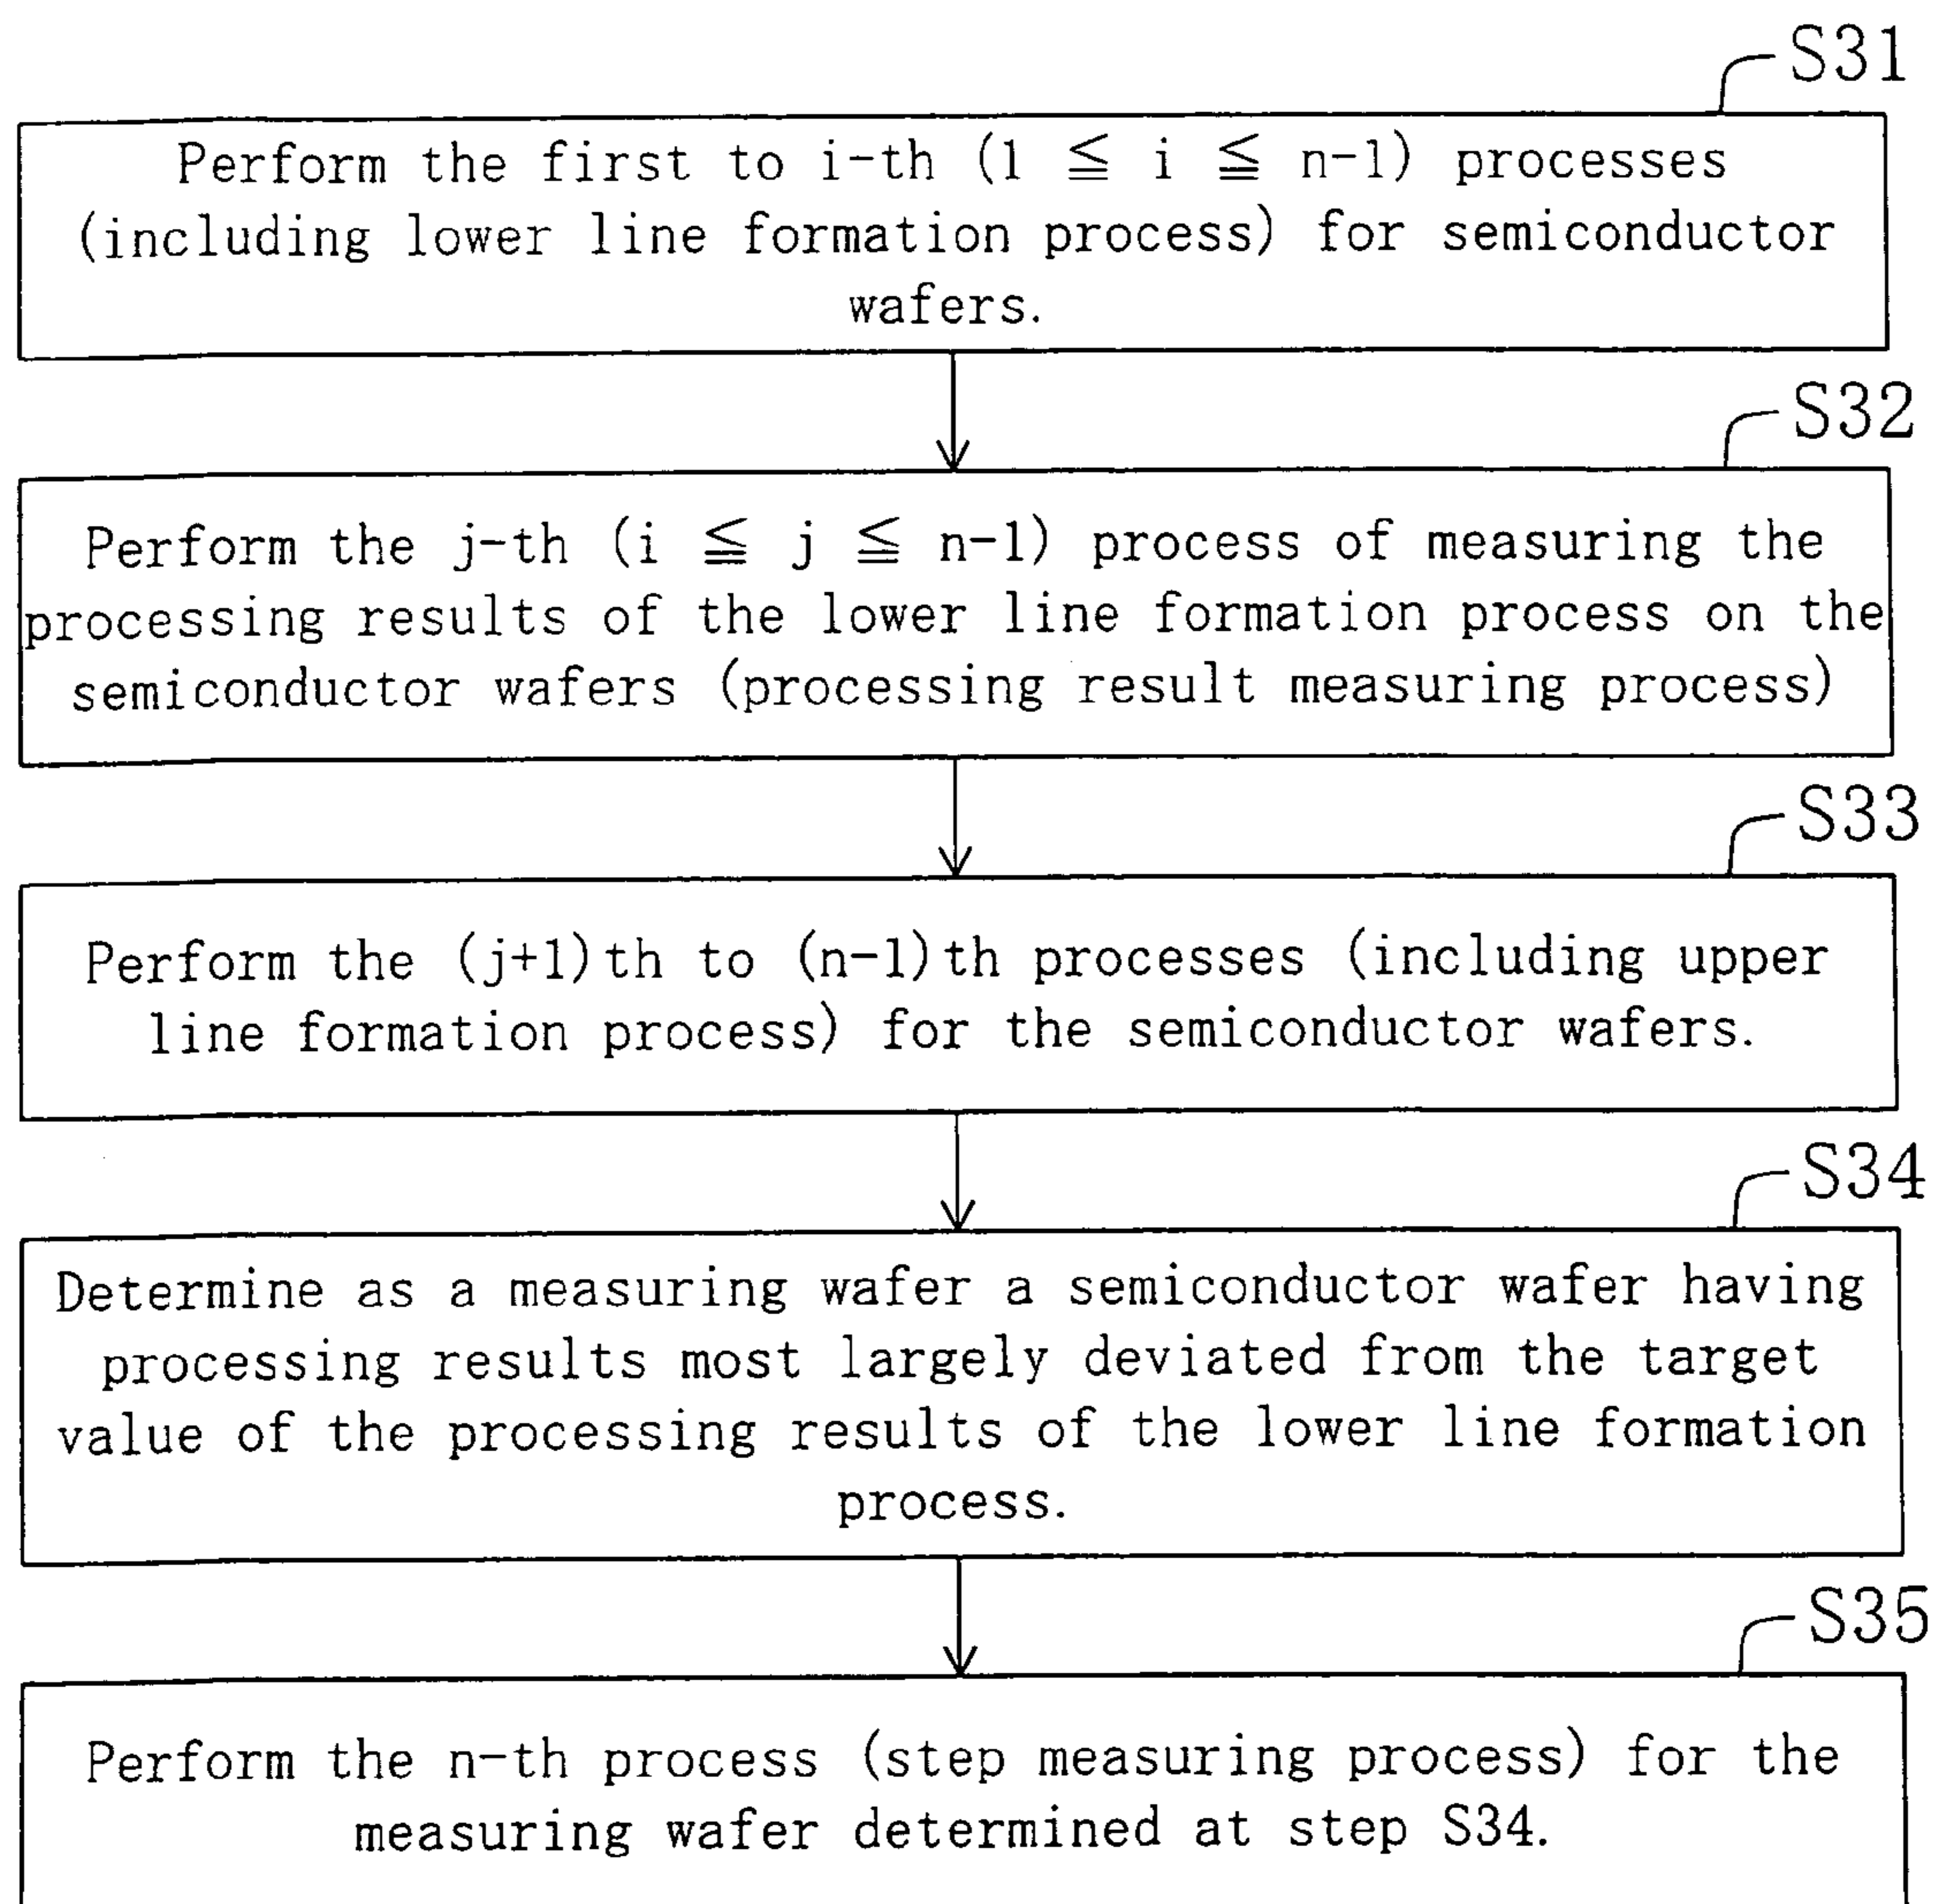 S31
Perform the first to i-th (1 ≦ i ≦ n-1) processes
(including lower line formation process) for semiconductor
wafers.
S32
Perform the j-th (i ≦ j ≦ n-1) process of measuring the
processing results of the lower line formation process on the
semiconductor wafers (processing result measuring process)
S33
Perform the (j+1)th to (n-1)th processes (including upper
line formation process) for the semiconductor wafers.
S34
Determine as a measuring wafer a semiconductor wafer having
processing results most largely deviated from the target
value of the processing results of the lower line formation
process.
S35
Perform the n-th process (step measuring process) for the
measuring wafer determined at step S34.